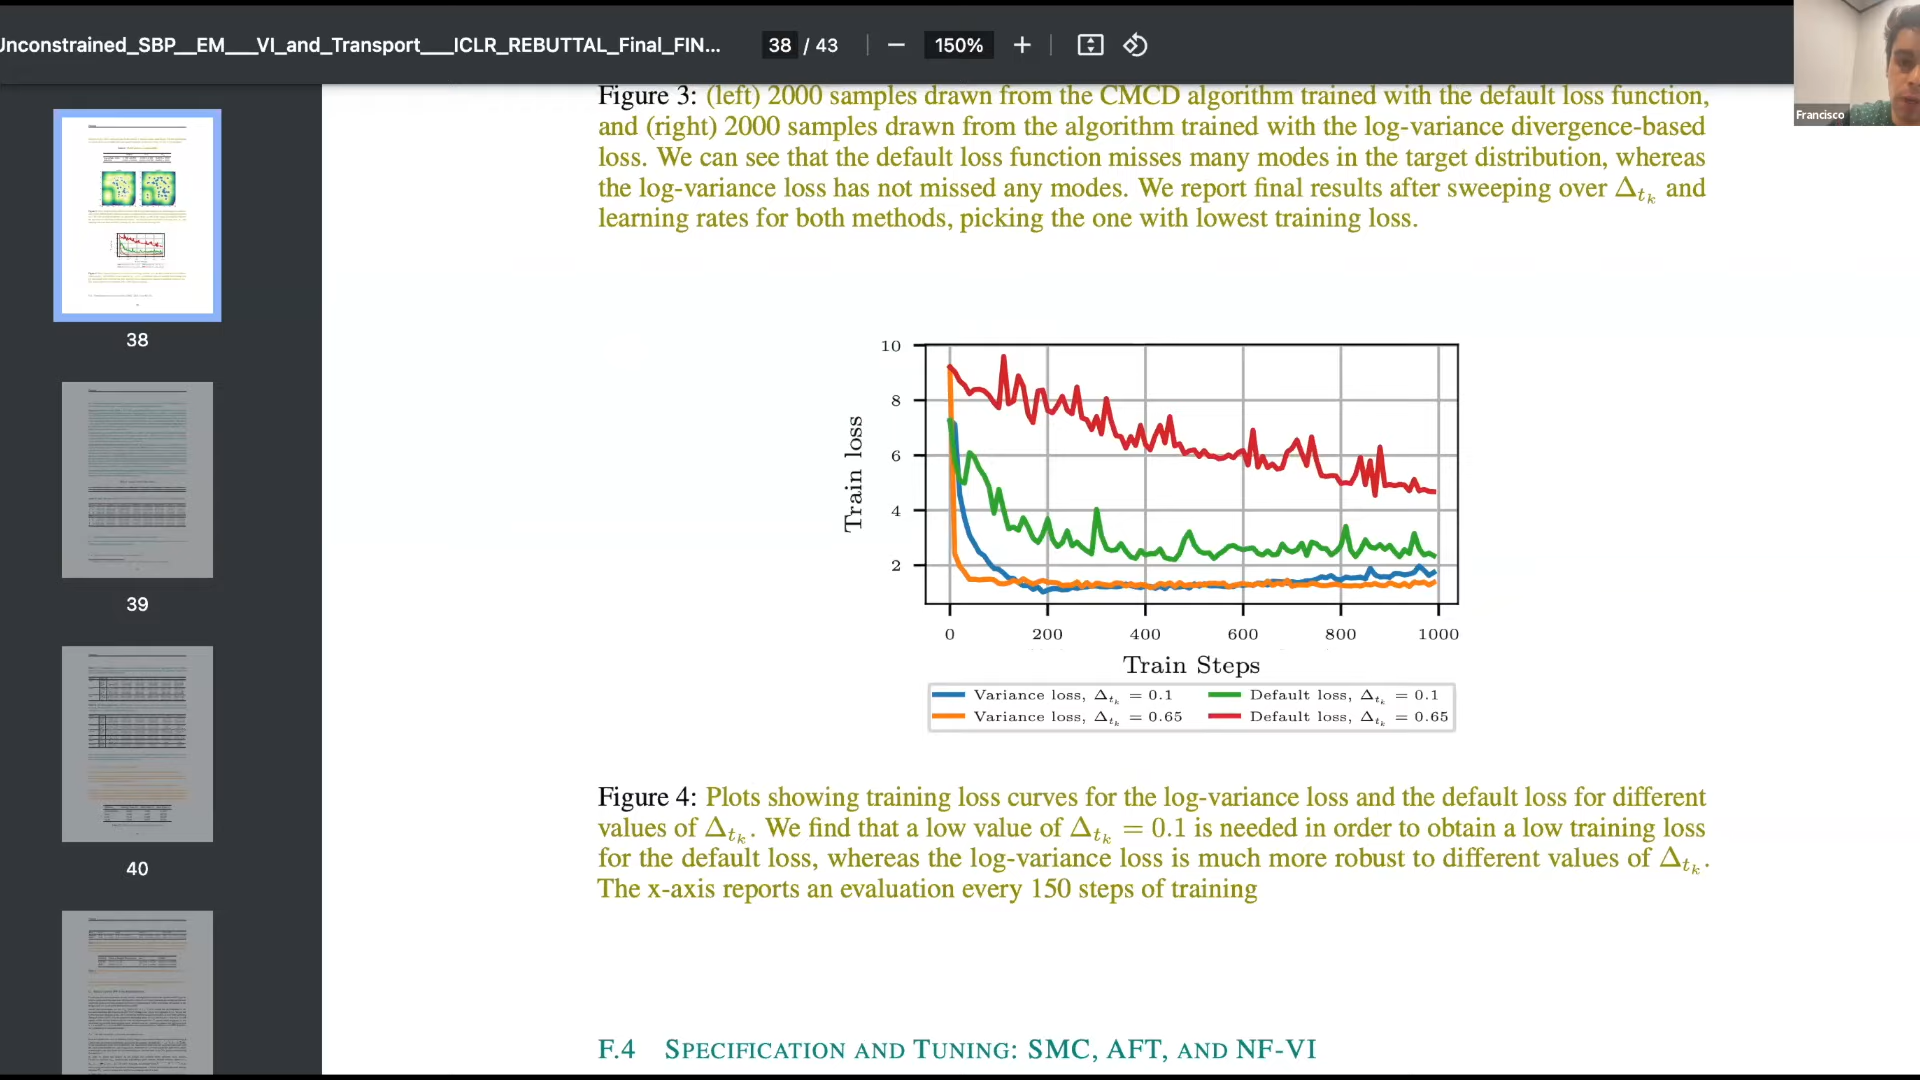 Unconstrained_SBP__EM___VI_and_Transport___ICLR_REBUTTAL_Final_FIN...
38 / 43
150%
Francisco
38
39
40
Figure 3: (left) 2000 samples drawn from the CMCD algorithm trained with the default loss function,
and (right) 2000 samples drawn from the algorithm trained with the log-variance divergence-based
loss. We can see that the default loss function misses many modes in the target distribution, whereas
the log-variance loss has not missed any modes. We report final results after sweeping over Δ_{t_k} and
learning rates for both methods, picking the one with lowest training loss.
10
8
6
4
2
Train loss
0 200 400 600 800 1000
Train Steps
Variance loss, Δ_{t_k} = 0.1
Default loss, Δ_{t_k} = 0.1
Variance loss, Δ_{t_k} = 0.65
Default loss, Δ_{t_k} = 0.65
Figure 4: Plots showing training loss curves for the log-variance loss and the default loss for different
values of Δ_{t_k}. We find that a low value of Δ_{t_k} = 0.1 is needed in order to obtain a low training loss
for the default loss, whereas the log-variance loss is much more robust to different values of Δ_{t_k}.
The x-axis reports an evaluation every 150 steps of training
F.4 SPECIFICATION AND TUNING: SMC, AFT, AND NF-VI